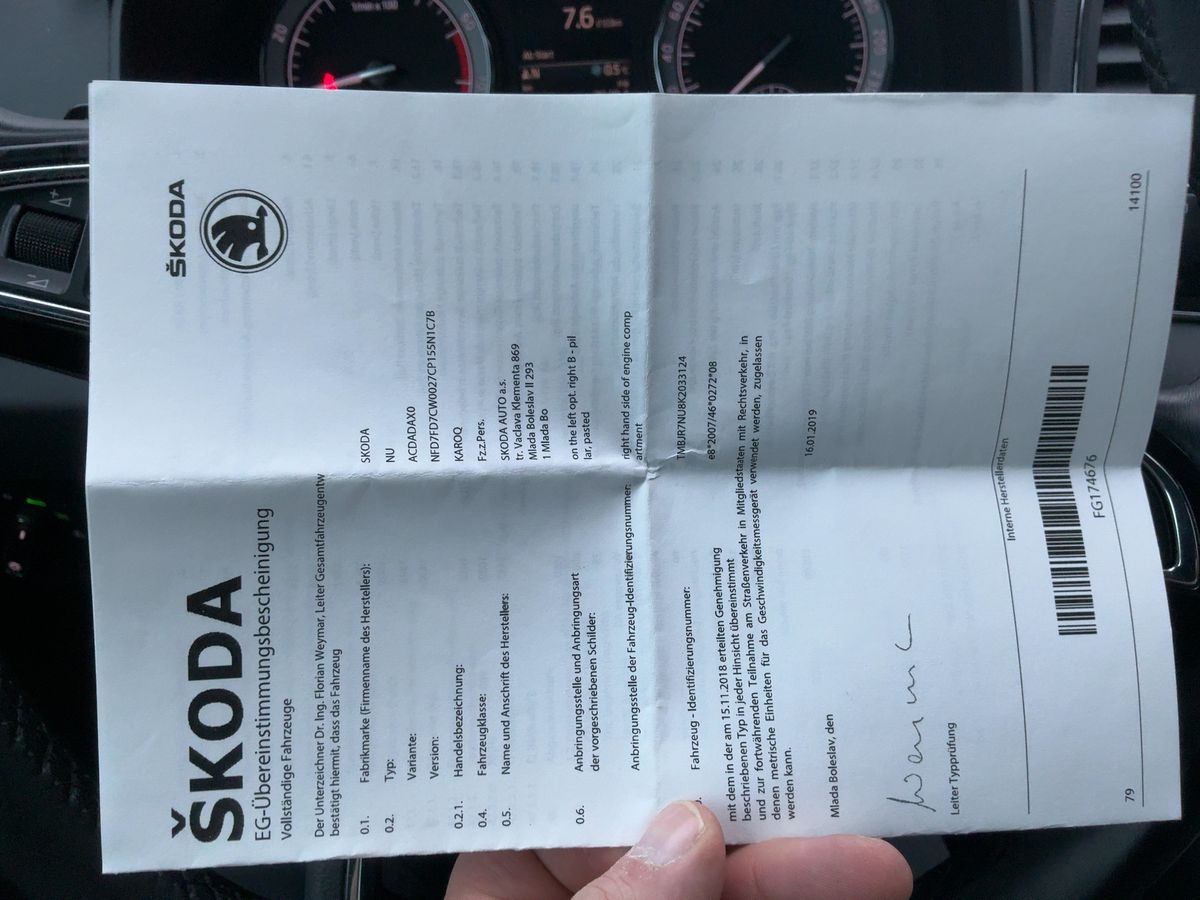 ŠKODA
ŠKODA
EG-Übereinstimmungsbescheinigung
Vollständige Fahrzeuge
Der Unterzeichner Dr. Ing. Florian Weymar, Leiter Gesamtfahrzeugentw
bestätigt hiermit, dass das Fahrzeug
0.1. Fabrikmarke (Firmenname des Herstellers): SKODA
0.2. Typ: NU
Variante: ACDADAX0
Version: NFD7FD7CW0027CP155N1C7B
0.2.1. Handelsbezeichnung: KAROQ
0.4. Fahrzeugklasse: Fz.z.Pers.
0.5. Name und Anschrift des Herstellers: SKODA AUTO a.s.
tr. Vaclava Klementa 869
Mlada Boleslav II 293
1 Mlada Bo
0.6. Anbringungsstelle und Anbringungsart on the left opt. right B - pil
der vorgeschriebenen Schilder: lar, pasted
Anbringungsstelle der Fahrzeug-Identifizierungsnummer: right hand side of engine comp
artment
Fahrzeug - Identifizierungsnummer: TMBJR7NU8K2033124
mit dem in der am 15.11.2018 erteilten Genehmigung e8*2007/46*0272*08
beschriebenen Typ in jeder Hinsicht übereinstimmt
und zur fortwährenden Teilnahme am Straßenverkehr in Mitgliedstaaten mit Rechtsverkehr, in
denen metrische Einheiten für das Geschwindigkeitsmessgerät verwendet werden, zugelassen
werden kann.
Mlada Boleslav, den 16.01.2019
Leiter Typprüfung
Interne Herstellerdaten
FG174676
79 14100
7.6